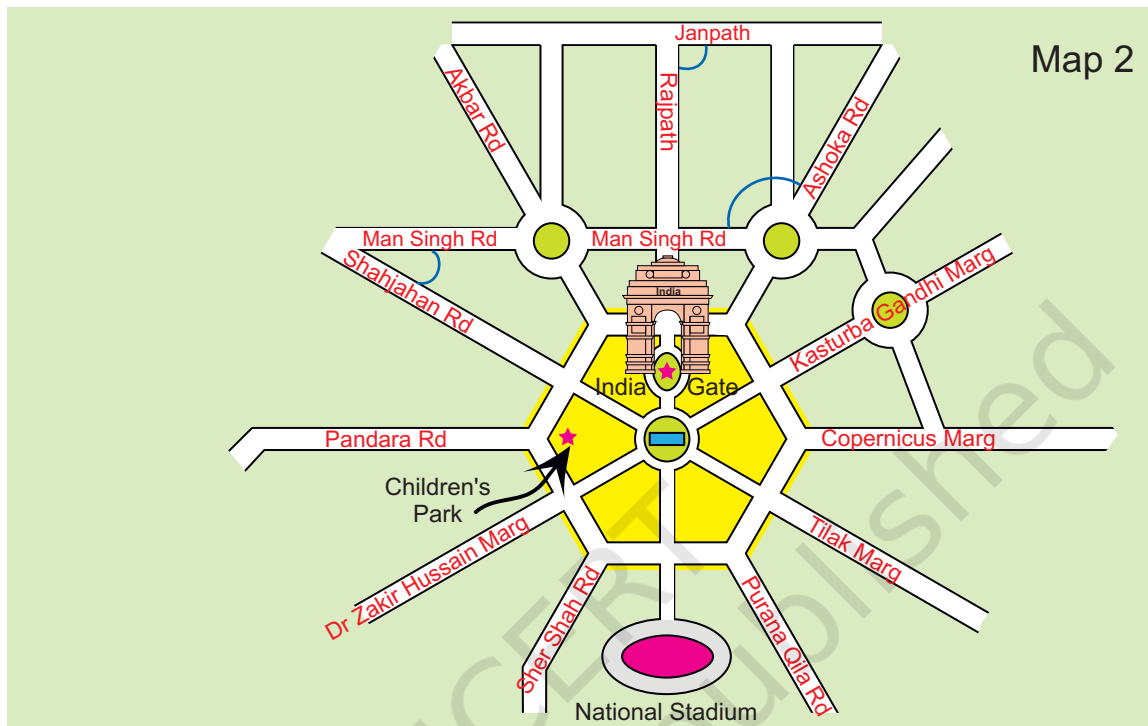 Janpath
Map 2
Akbar Rd
Rajpath
Ashoka Rd
Man Singh Rd
Man Singh Rd
Shahjahan Rd
India
Kasturba Gandhi Marg
India Gate
Pandara Rd
Copernicus Marg
Children's
Park
Dr Zakir Hussain Marg
Tilak Marg
Sher Shah Rd
Purana Qila Rd
National Stadium
NCERT
ublished